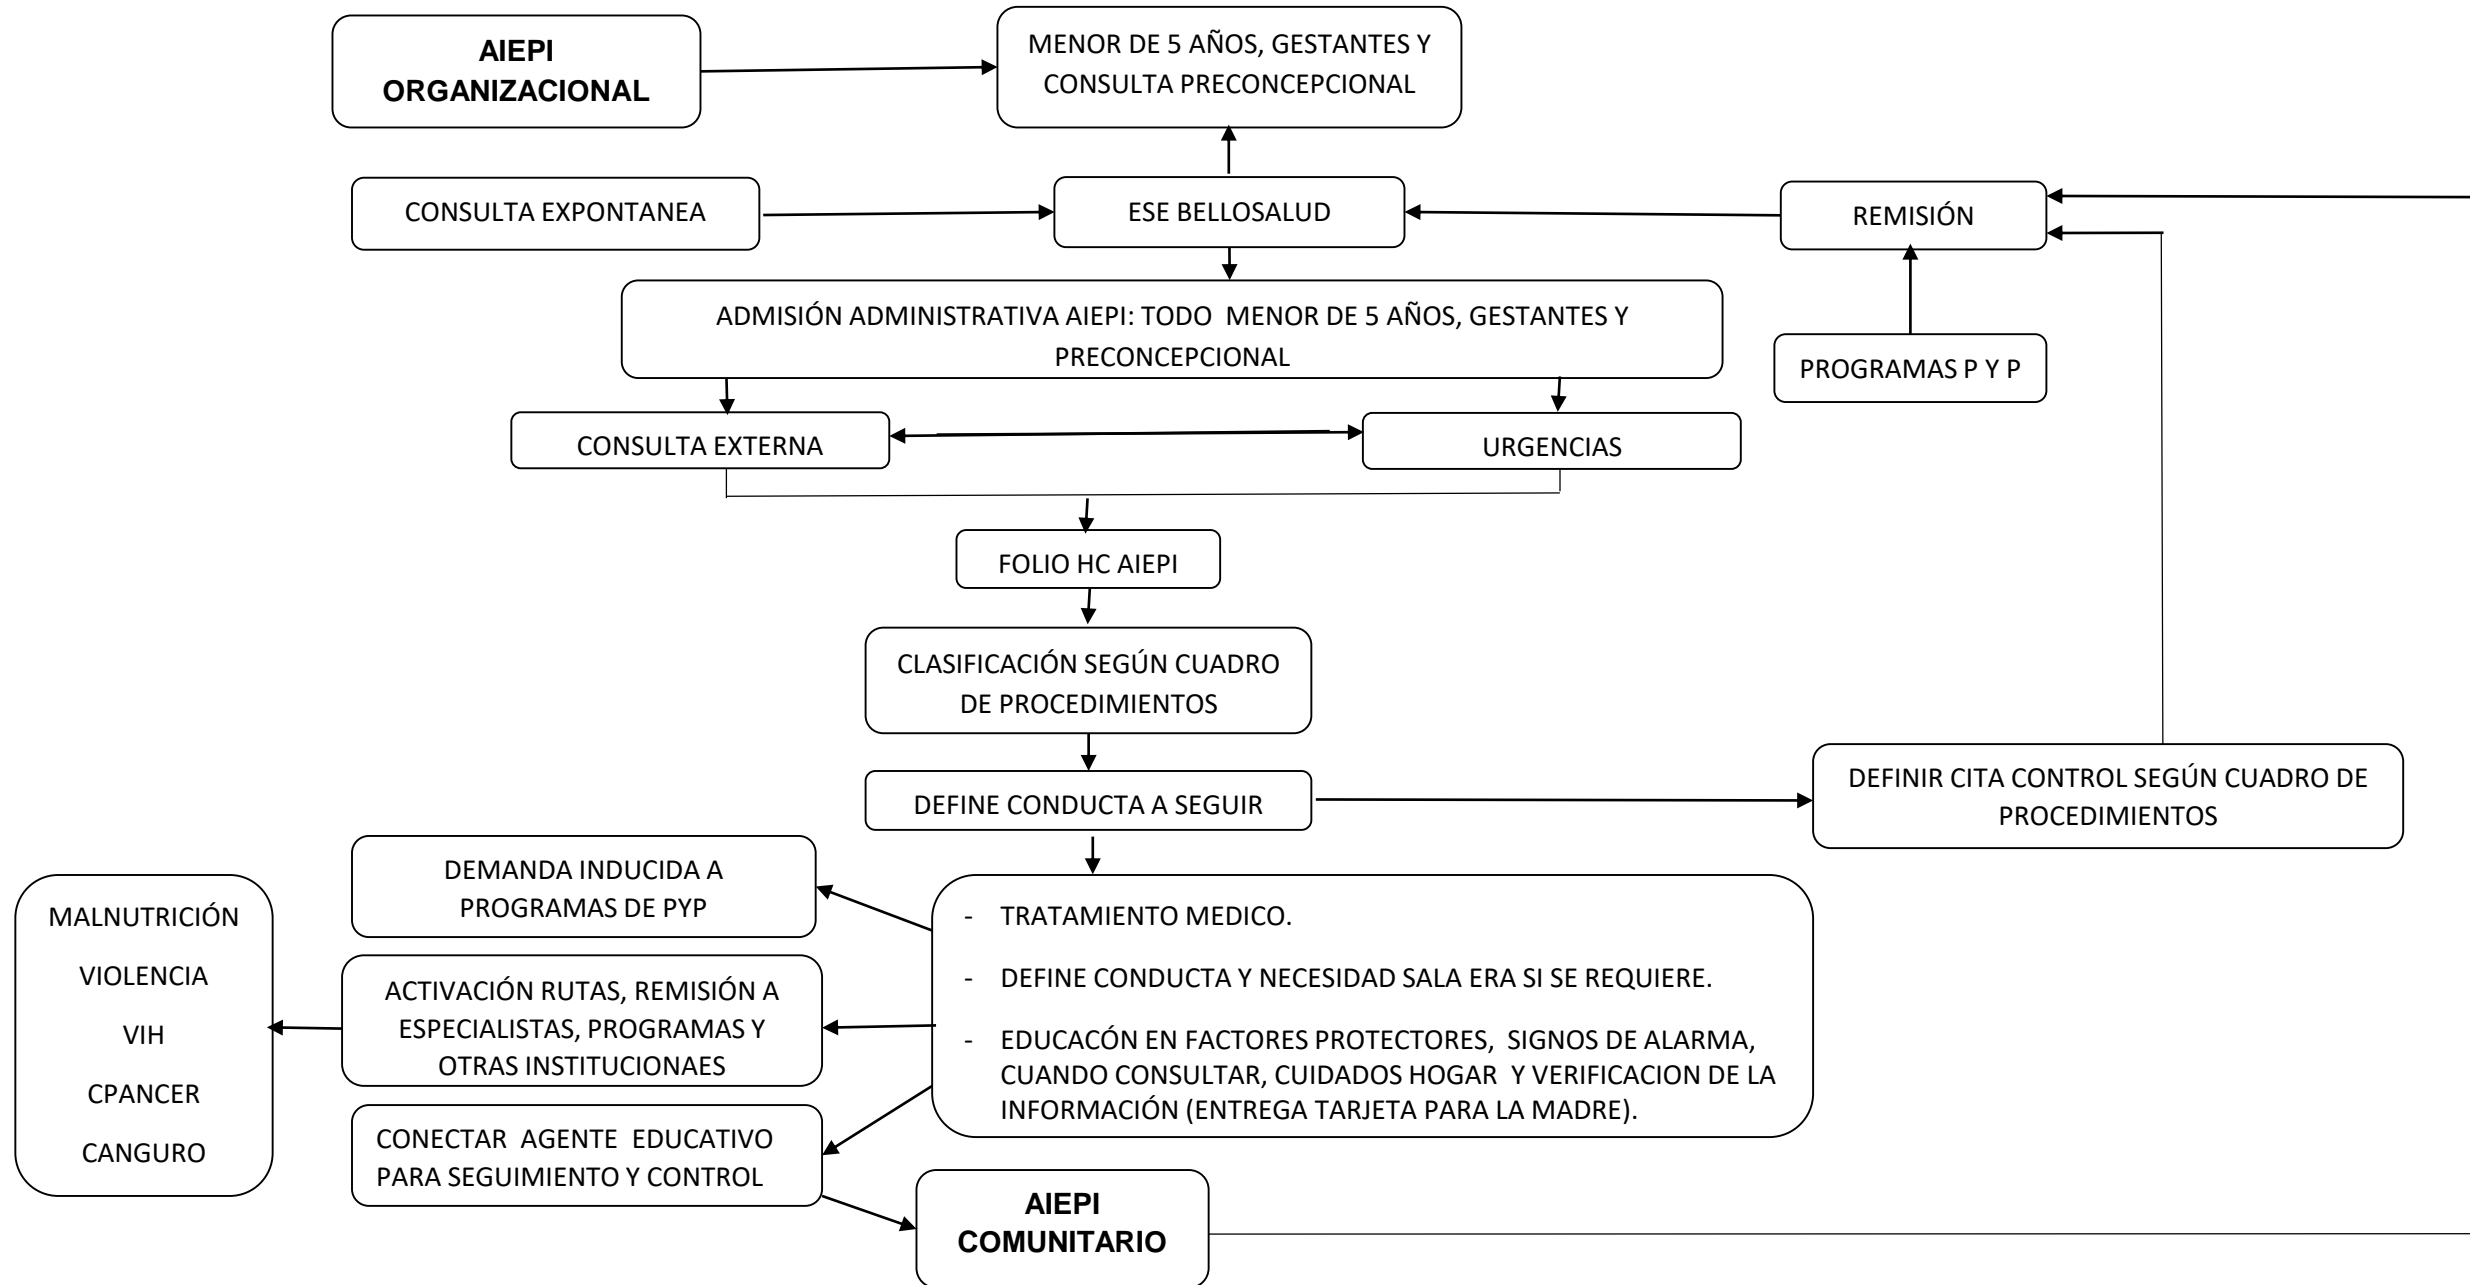 AIEPI
ORGANIZACIONAL
MENOR DE 5 AÑOS, GESTANTES Y
CONSULTA PRECONCEPCIONAL
CONSULTA EXPONTANEA
ESE BELLOSALUD
REMISIÓN
ADMISIÓN ADMINISTRATIVA AIEPI: TODO  MENOR DE 5 AÑOS, GESTANTES Y
PRECONCEPCIONAL
PROGRAMAS P Y P
CONSULTA EXTERNA
URGENCIAS
FOLIO HC AIEPI
CLASIFICACIÓN SEGÚN CUADRO
DE PROCEDIMIENTOS
DEFINE CONDUCTA A SEGUIR
DEFINIR CITA CONTROL SEGÚN CUADRO DE
PROCEDIMIENTOS
DEMANDA INDUCIDA A
PROGRAMAS DE PYP
MALNUTRICIÓN
VIOLENCIA
VIH
CPANCER
CANGURO
ACTIVACIÓN RUTAS, REMISIÓN A
ESPECIALISTAS, PROGRAMAS Y
OTRAS INSTITUCIONAES
- TRATAMIENTO MEDICO.
- DEFINE CONDUCTA Y NECESIDAD SALA ERA SI SE REQUIERE.
- EDUCACÓN EN FACTORES PROTECTORES,  SIGNOS DE ALARMA,
CUANDO CONSULTAR, CUIDADOS HOGAR  Y VERIFICACION DE LA
INFORMACIÓN (ENTREGA TARJETA PARA LA MADRE).
CONECTAR  AGENTE  EDUCATIVO
PARA SEGUIMIENTO Y CONTROL
AIEPI
COMUNITARIO